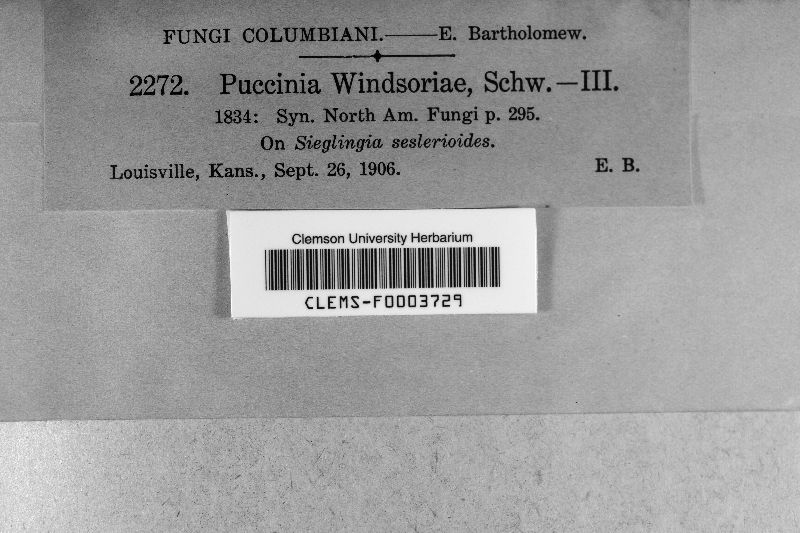 FUNGI COLUMBIANI.——E. Bartholomew.
2272. Puccinia Windsoriae, Schw.—III.
1834: Syn. North Am. Fungi p. 295.
On Sieglingia seslerioides.
Louisville, Kans., Sept. 26, 1906. E. B.
Clemson University Herbarium
CLEMS-F0003729